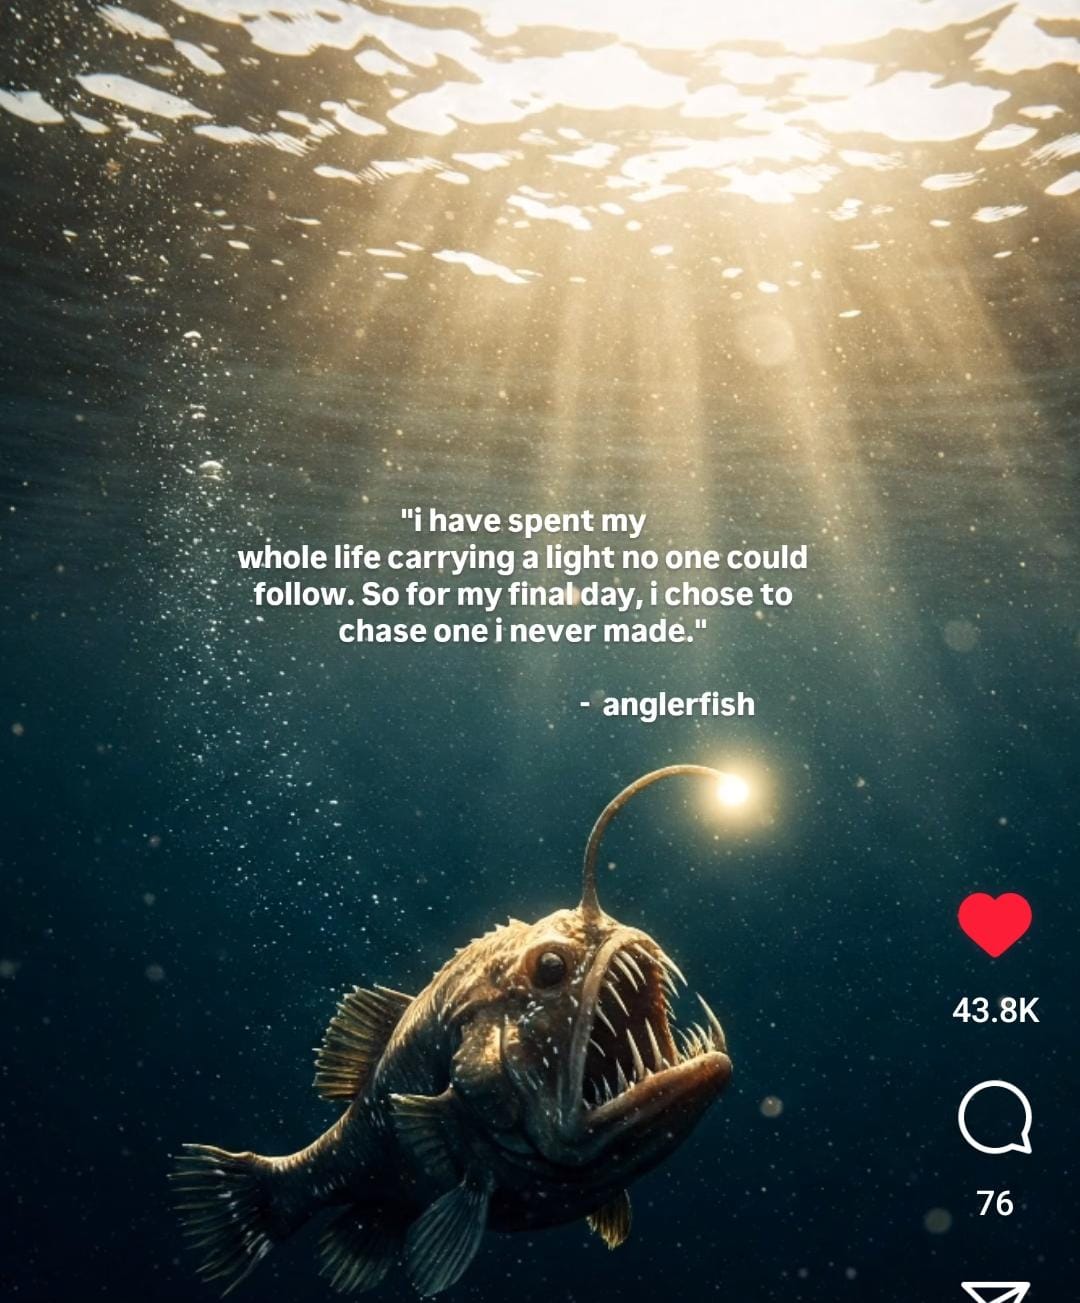 "i have spent my
whole life carrying a light no one could
follow. So for my final day, i chose to
chase one i never made."
- anglerfish
43.8K
76